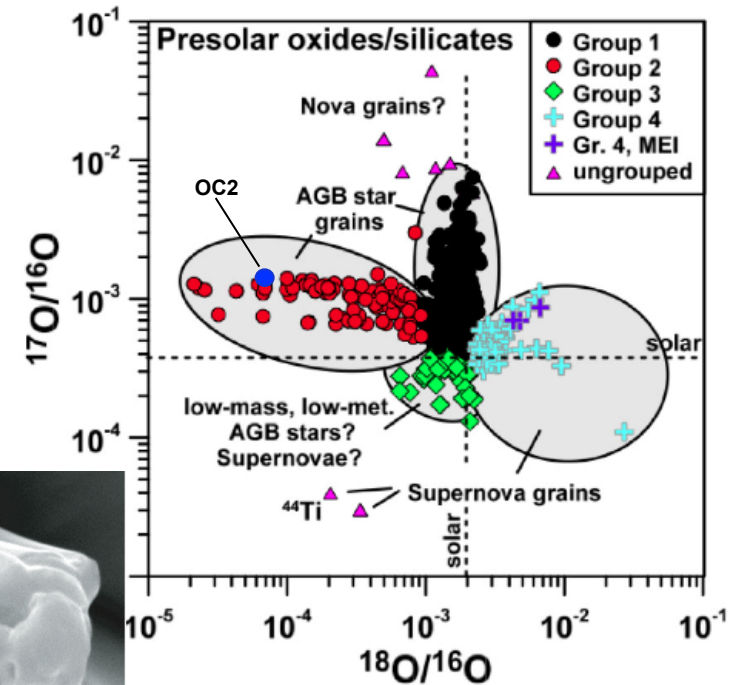 Presolar oxides/silicates
Group 1
Group 2
Group 3
Group 4
Gr. 4, MEI
ungrouped
Nova grains?
OC2
AGB star
grains
solar
low-mass, low-met.
AGB stars?
Supernovae?
Supernova grains
⁴⁴Ti
solar
10⁻¹
10⁻²
10⁻³
10⁻⁴
¹⁷O/¹⁶O
10⁻⁵
10⁻⁴
10⁻³
10⁻²
10⁻¹
¹⁸O/¹⁶O